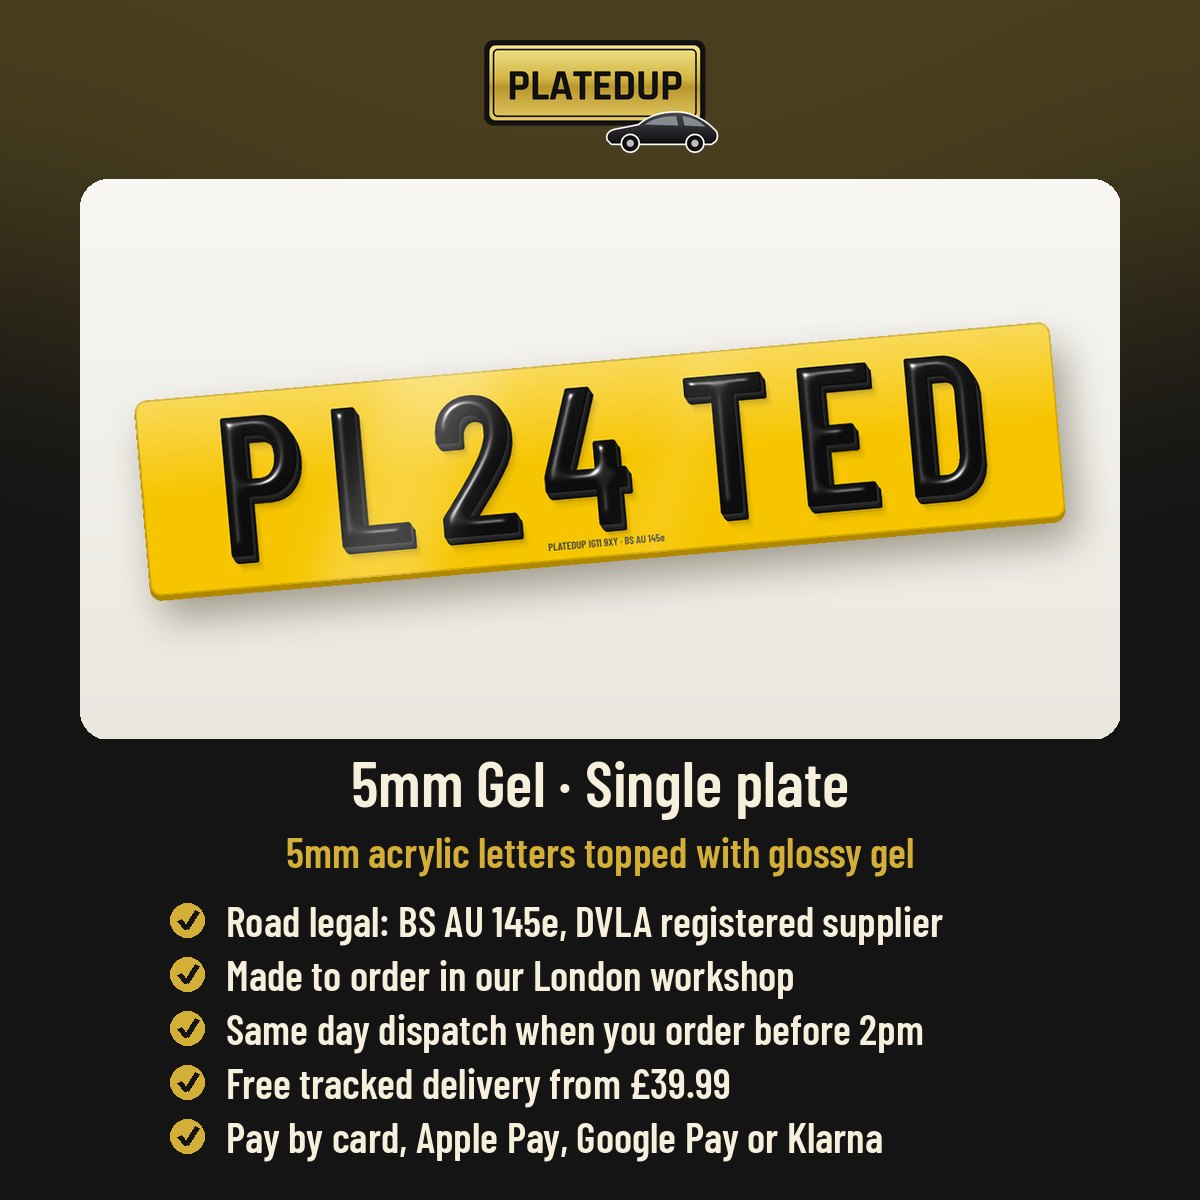 PLATEDUP
PL24 TED
PLATEDUP IG11 9XY · BS AU 145e
5mm Gel · Single plate
5mm acrylic letters topped with glossy gel
Road legal: BS AU 145e, DVLA registered supplier
Made to order in our London workshop
Same day dispatch when you order before 2pm
Free tracked delivery from £39.99
Pay by card, Apple Pay, Google Pay or Klarna